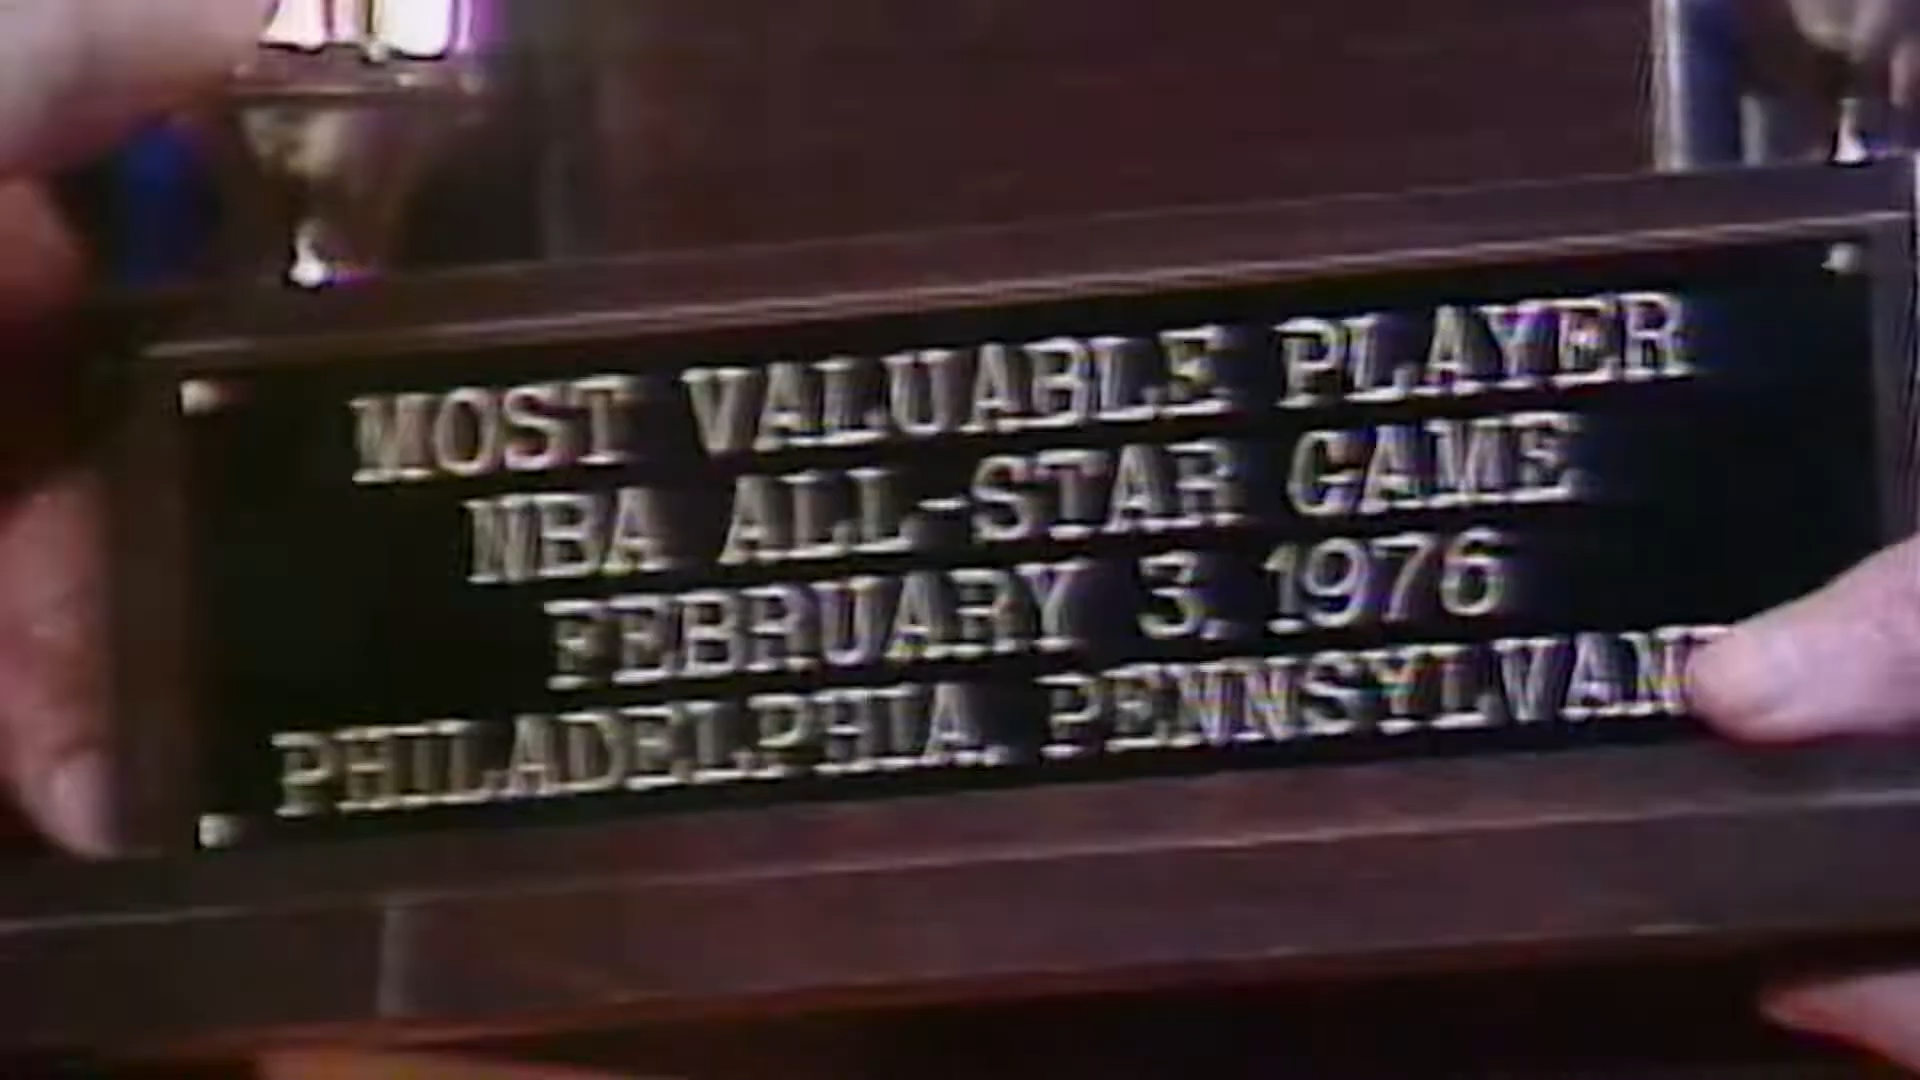 MOST VALUABLE PLAYER
NBA ALL-STAR GAME
FEBRUARY 3, 1976
PHILADELPHIA, PENNSYLVAN